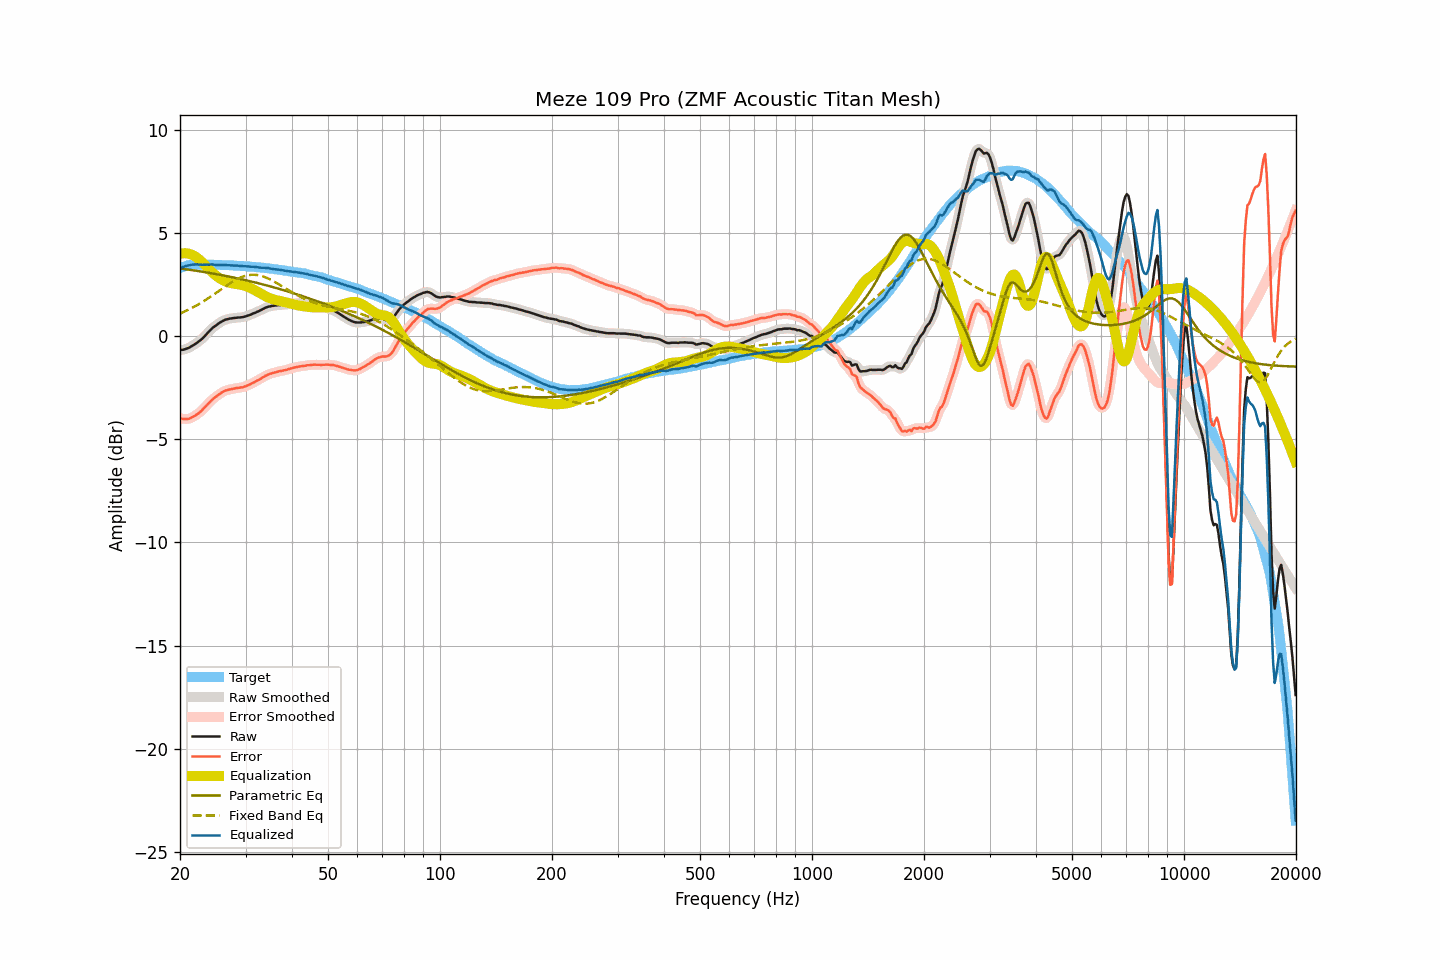 Meze 109 Pro (ZMF Acoustic Titan Mesh)
10
5
0
−5
−10
−15
−20
−25
Amplitude (dBr)
Target
Raw Smoothed
Error Smoothed
Raw
Error
Equalization
Parametric Eq
Fixed Band Eq
Equalized
20 50 100 200 500 1000 2000 5000 10000 20000
Frequency (Hz)